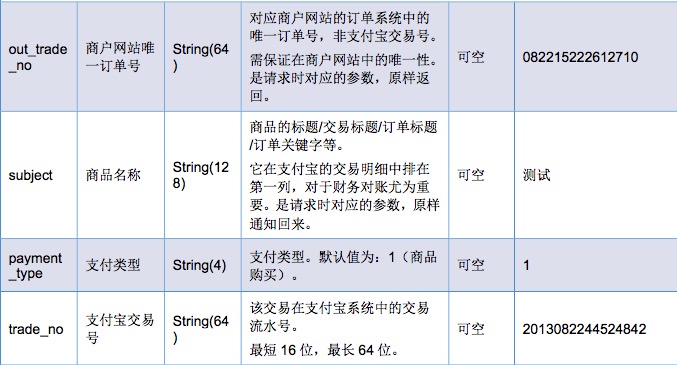 out_trade
_no
商户网站唯
一订单号
String(64
)
对应商户网站的订单系统中的
唯一订单号，非支付宝交易号。
需保证在商户网站中的唯一性。
是请求时对应的参数，原样返
回。
可空
082215222612710
subject
商品名称
String(12
8)
商品的标题/交易标题/订单标题
/订单关键字等。
它在支付宝的交易明细中排在
第一列，对于财务对账尤为重
要。是请求时对应的参数，原样
通知回来。
可空
测试
payment
_type
支付类型
String(4)
支付类型。默认值为：1（商品
购买）。
可空
1
trade_no
支付宝交易
号
String(64
)
该交易在支付宝系统中的交易
流水号。
最短 16 位，最长 64 位。
可空
2013082244524842